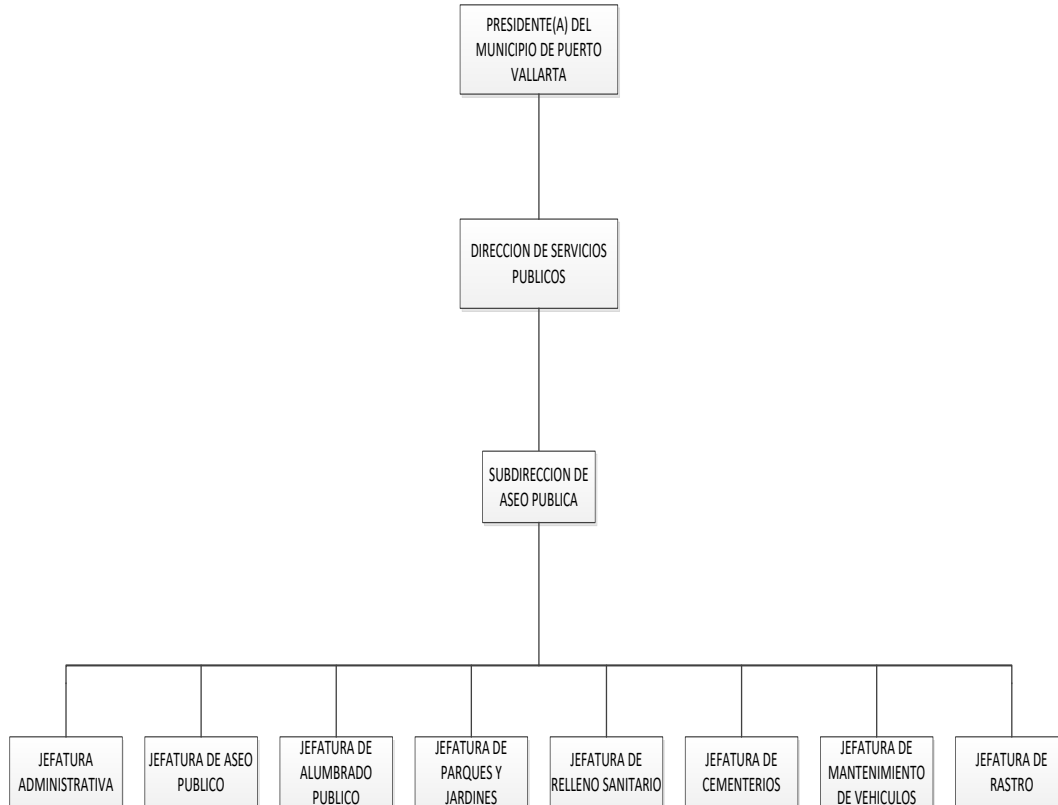 PRESIDENTE(A) DEL
MUNICIPIO DE PUERTO
VALLARTA
DIRECCION DE SERVICIOS
PUBLICOS
SUBDIRECCION DE
ASEO PUBLICA
JEFATURA
ADMINISTRATIVA
JEFATURA DE ASEO
PUBLICO
JEFATURA DE
ALUMBRADO
PUBLICO
JEFATURA DE
PARQUES Y
JARDINES
JEFATURA DE
RELLENO SANITARIO
JEFATURA DE
CEMENTERIOS
JEFATURA DE
MANTENIMIENTO
DE VEHICULOS
JEFATURA DE
RASTRO